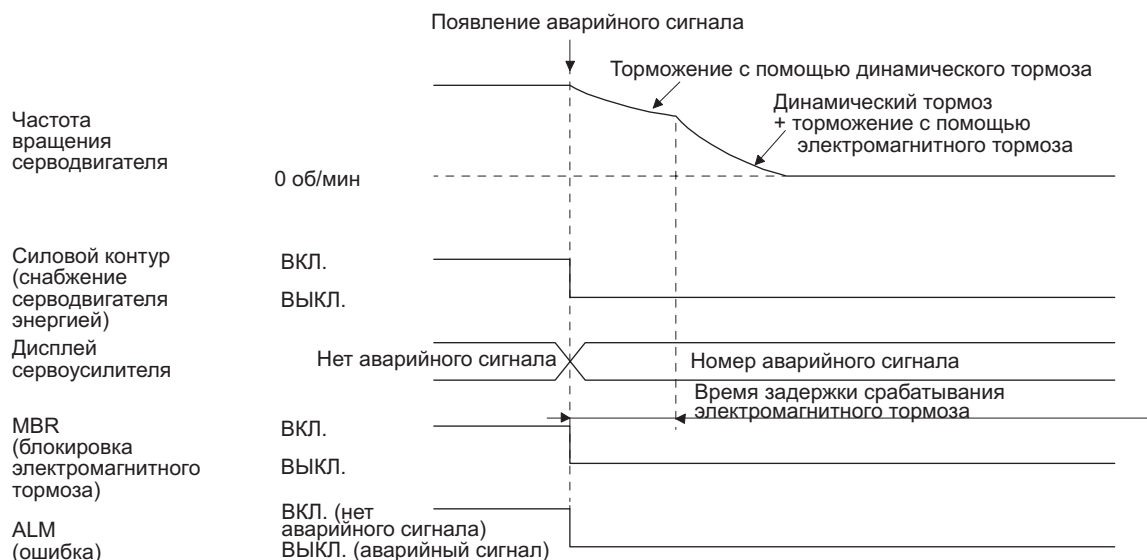 Появление аварийного сигнала
Торможение с помощью динамического тормоза
Динамический тормоз
+ торможение с помощью
электромагнитного тормоза
Частота
вращения
серводвигателя
0 об/мин
Силовой контур
(снабжение
серводвигателя
энергией)
ВКЛ.
ВЫКЛ.
Дисплей
сервоусилителя
Нет аварийного сигнала
Номер аварийного сигнала
Время задержки срабатывания
электромагнитного тормоза
MBR
(блокировка
электромагнитного
тормоза)
ВКЛ.
ВЫКЛ.
ALM
(ошибка)
ВКЛ. (нет
аварийного сигнала)
ВЫКЛ. (аварийный сигнал)